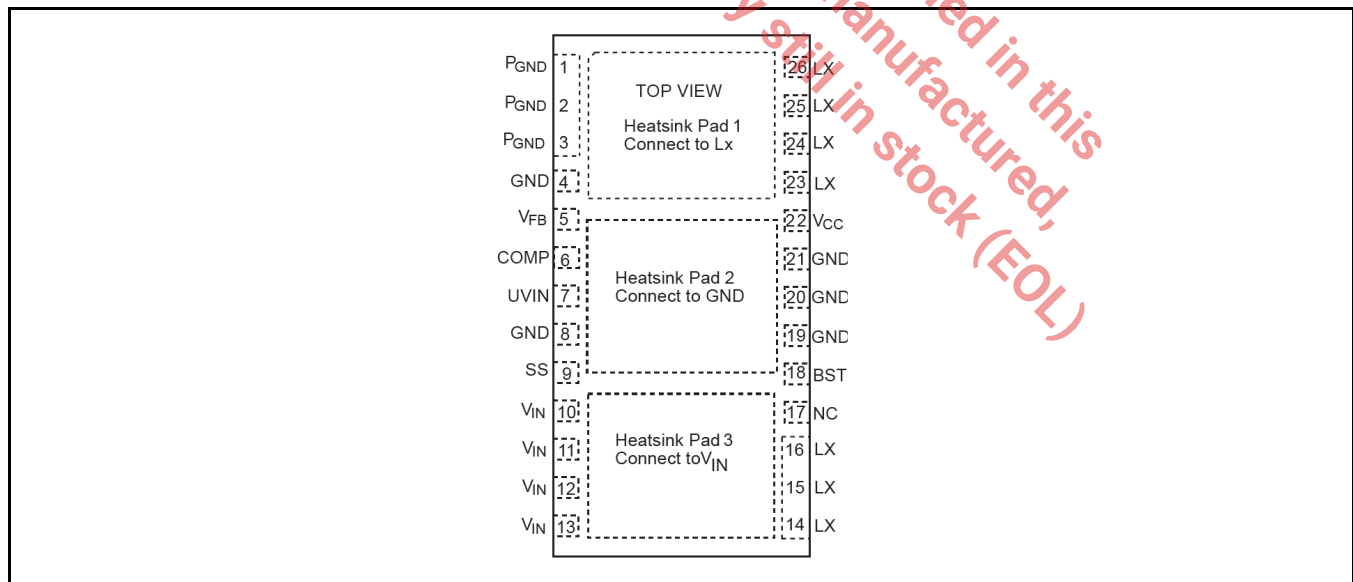 ned in this
manufactured,
y still in stock (EOL)
TOP VIEW
Heatsink Pad 1
Connect to Lx
Heatsink Pad 2
Connect to GND
Heatsink Pad 3
Connect toVIN
PGND 1
PGND 2
PGND 3
GND 4
VFB 5
COMP 6
UVIN 7
GND 8
SS 9
VIN 10
VIN 11
VIN 12
VIN 13
26 LX
25 LX
24 LX
23 LX
22 VCC
21 GND
20 GND
19 GND
18 BST
17 NC
16 LX
15 LX
14 LX